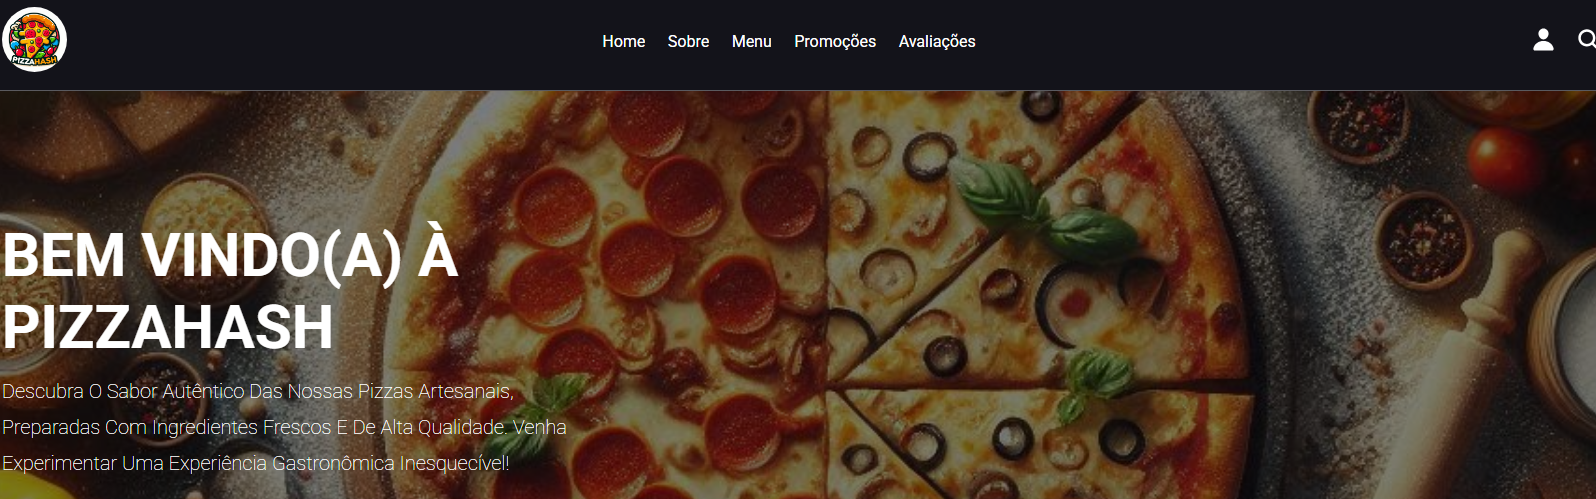 PIZZAHASH
Home Sobre Menu Promoções Avaliações
BEM VINDO(A) À
PIZZAHASH
Descubra O Sabor Autêntico Das Nossas Pizzas Artesanais,
Preparadas Com Ingredientes Frescos E De Alta Qualidade. Venha
Experimentar Uma Experiência Gastronômica Inesquecível!